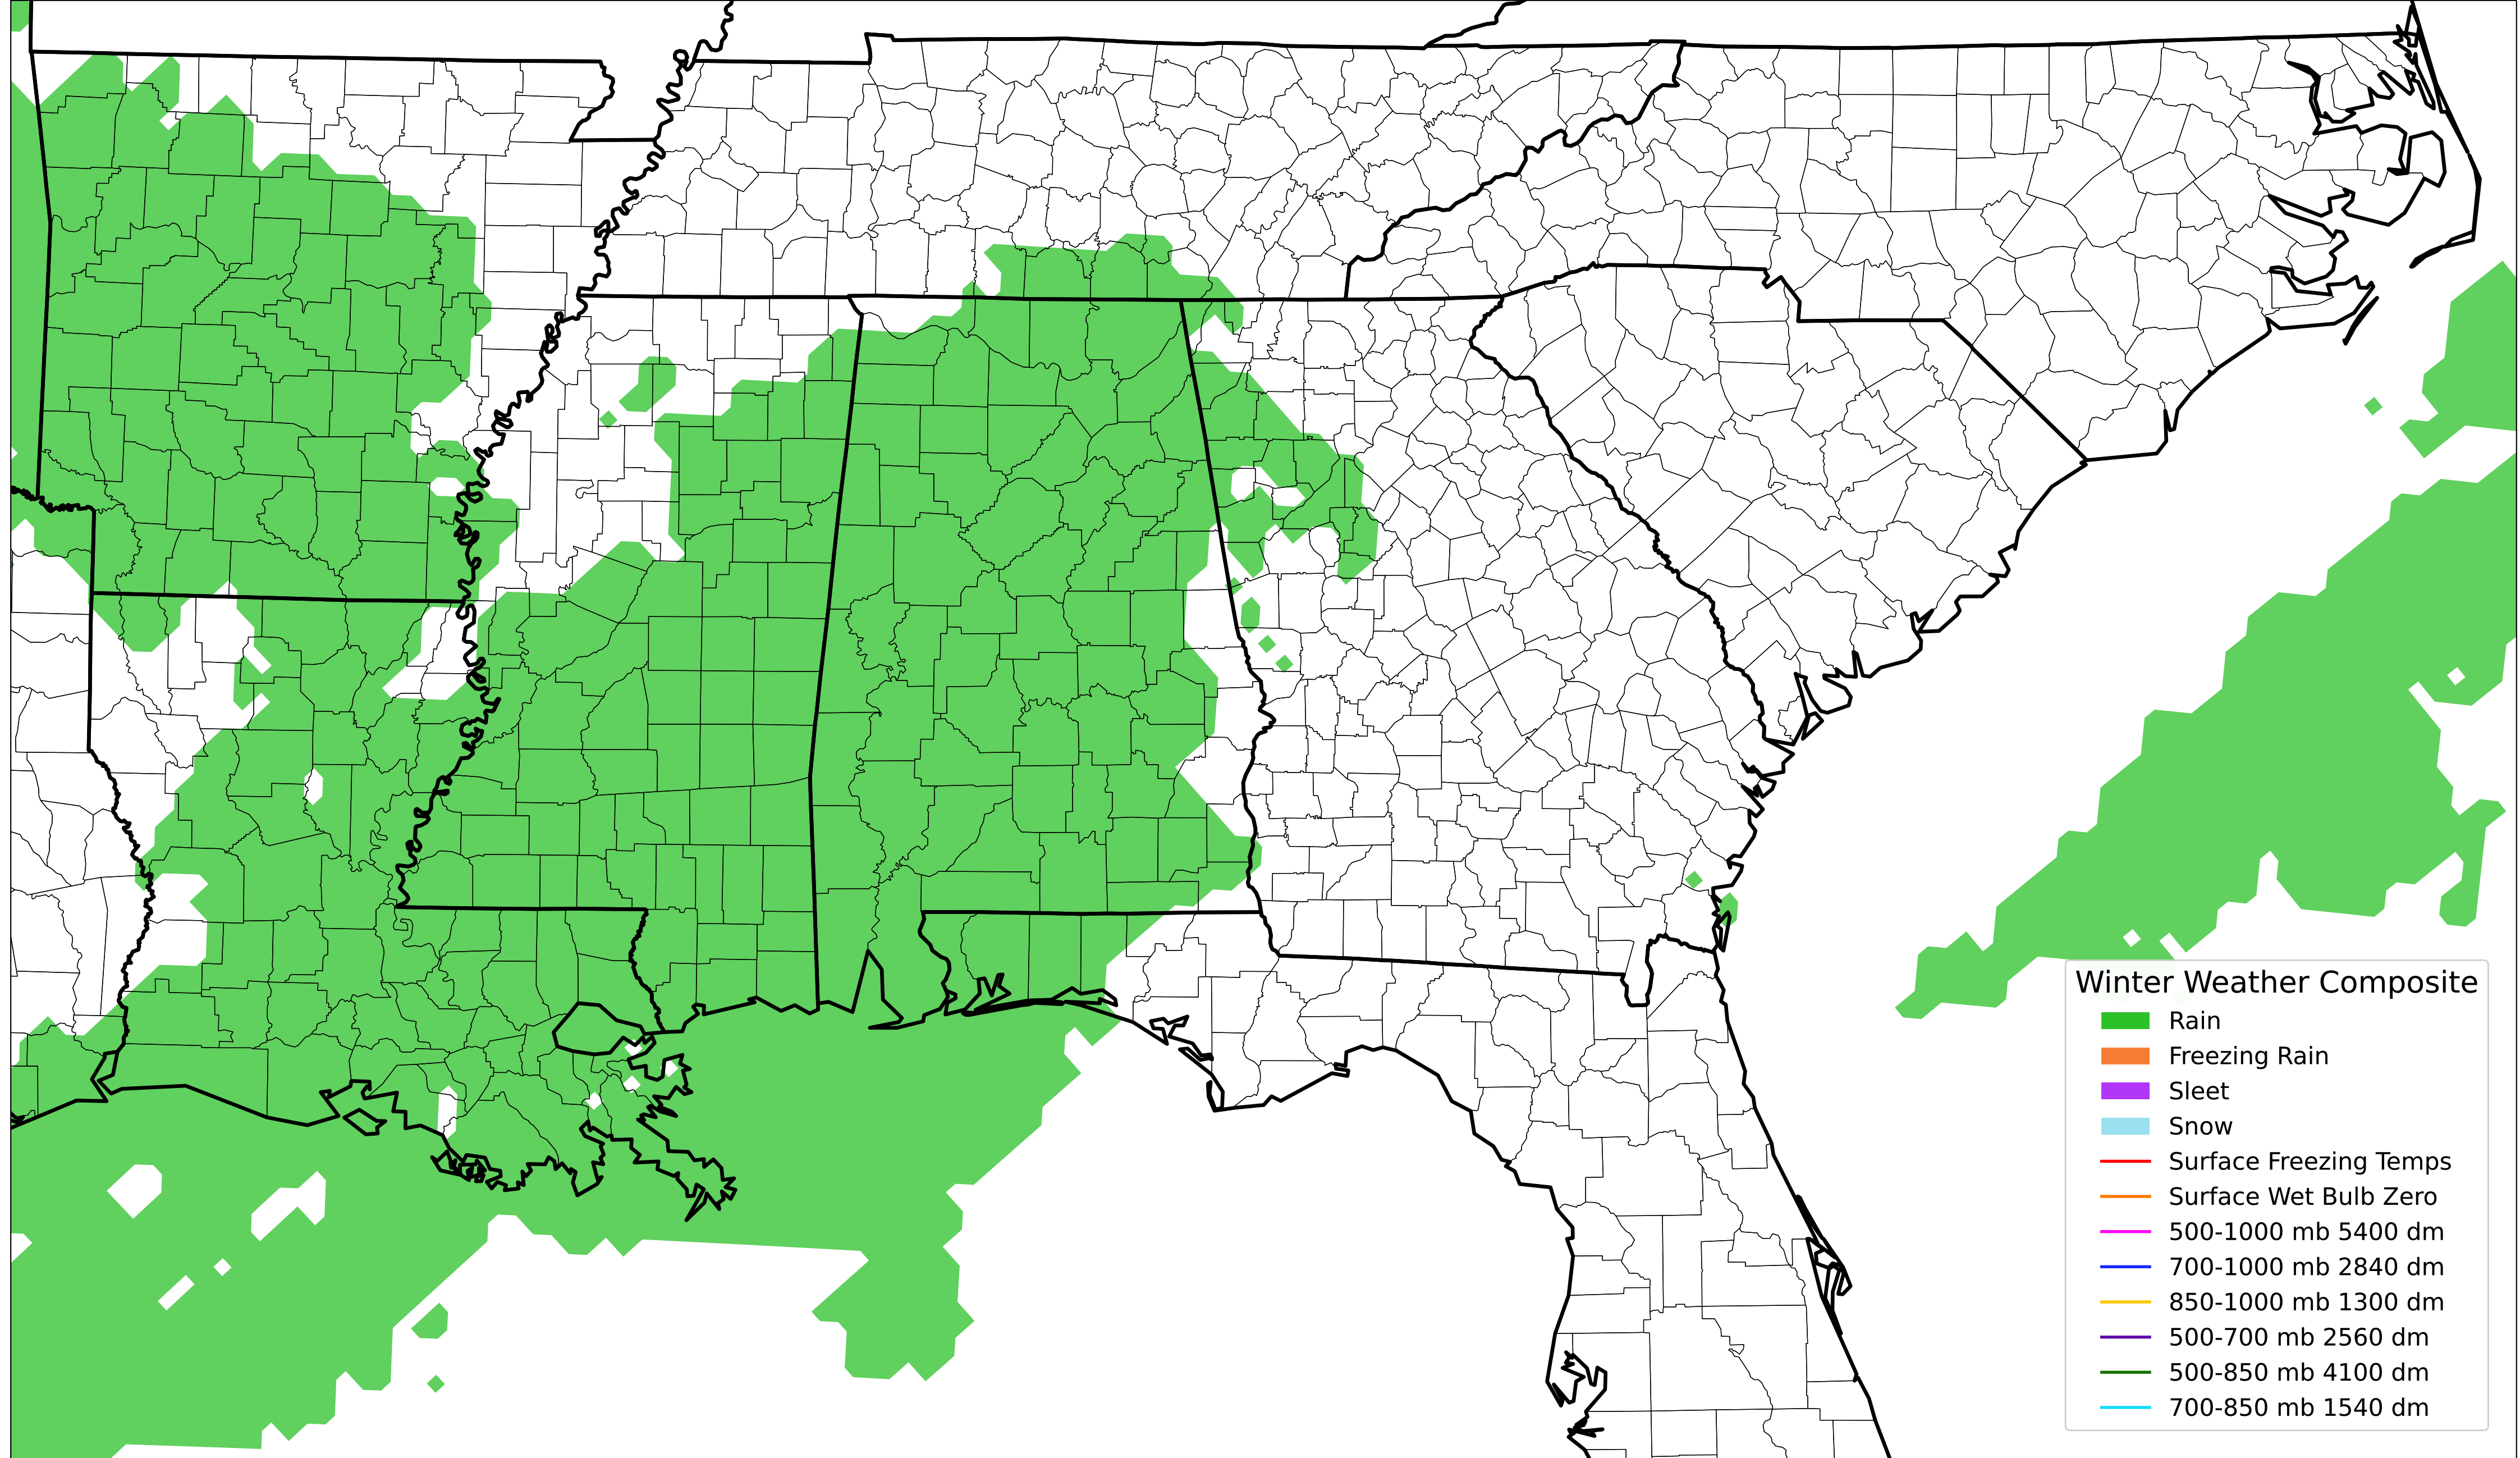 Winter Weather Composite
Rain
Freezing Rain
Sleet
Snow
Surface Freezing Temps
Surface Wet Bulb Zero
500-1000 mb 5400 dm
700-1000 mb 2840 dm
850-1000 mb 1300 dm
500-700 mb 2560 dm
500-850 mb 4100 dm
700-850 mb 1540 dm